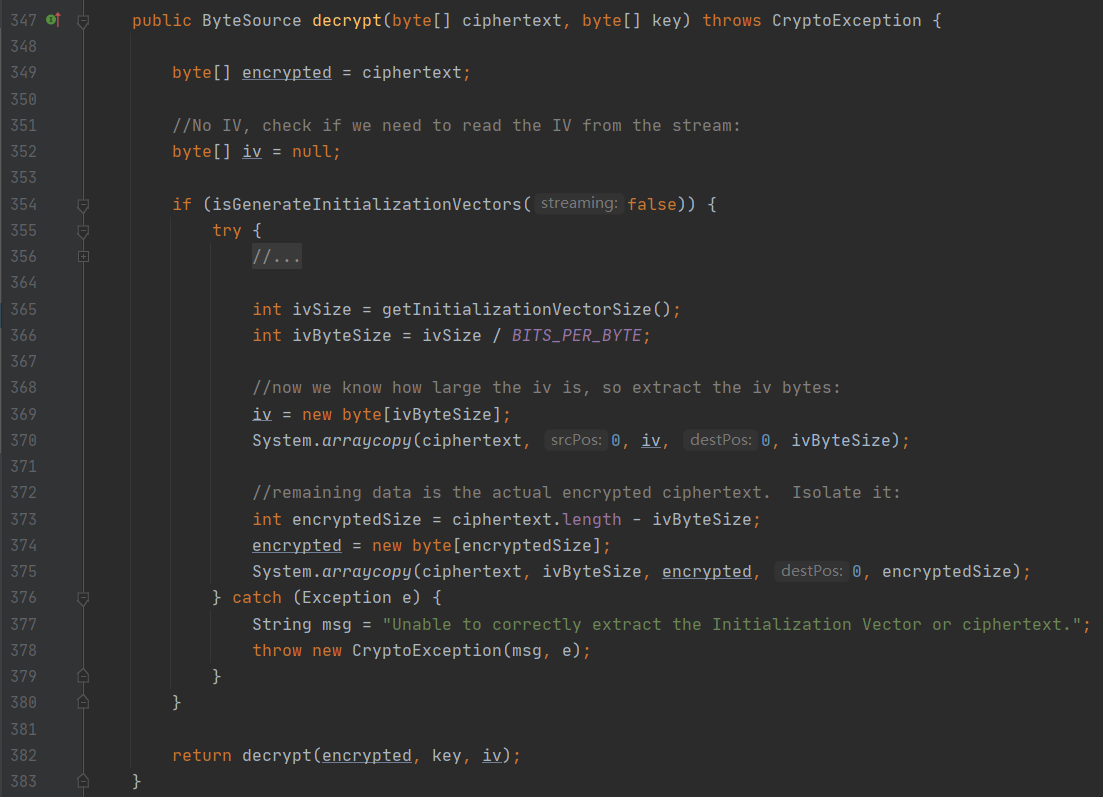 347 public ByteSource decrypt(byte[] ciphertext, byte[] key) throws CryptoException {
348
349 byte[] encrypted = ciphertext;
350
351 //No IV, check if we need to read the IV from the stream:
352 byte[] iv = null;
353
354 if (isGenerateInitializationVectors( streaming: false)) {
355 try {
356 //...
364
365 int ivSize = getInitializationVectorSize();
366 int ivByteSize = ivSize / BITS_PER_BYTE;
367
368 //now we know how large the iv is, so extract the iv bytes:
369 iv = new byte[ivByteSize];
370 System.arraycopy(ciphertext, srcPos: 0, iv, destPos: 0, ivByteSize);
371
372 //remaining data is the actual encrypted ciphertext.  Isolate it:
373 int encryptedSize = ciphertext.length - ivByteSize;
374 encrypted = new byte[encryptedSize];
375 System.arraycopy(ciphertext, ivByteSize, encrypted, destPos: 0, encryptedSize);
376 } catch (Exception e) {
377 String msg = "Unable to correctly extract the Initialization Vector or ciphertext.";
378 throw new CryptoException(msg, e);
379 }
380 }
381
382 return decrypt(encrypted, key, iv);
383 }